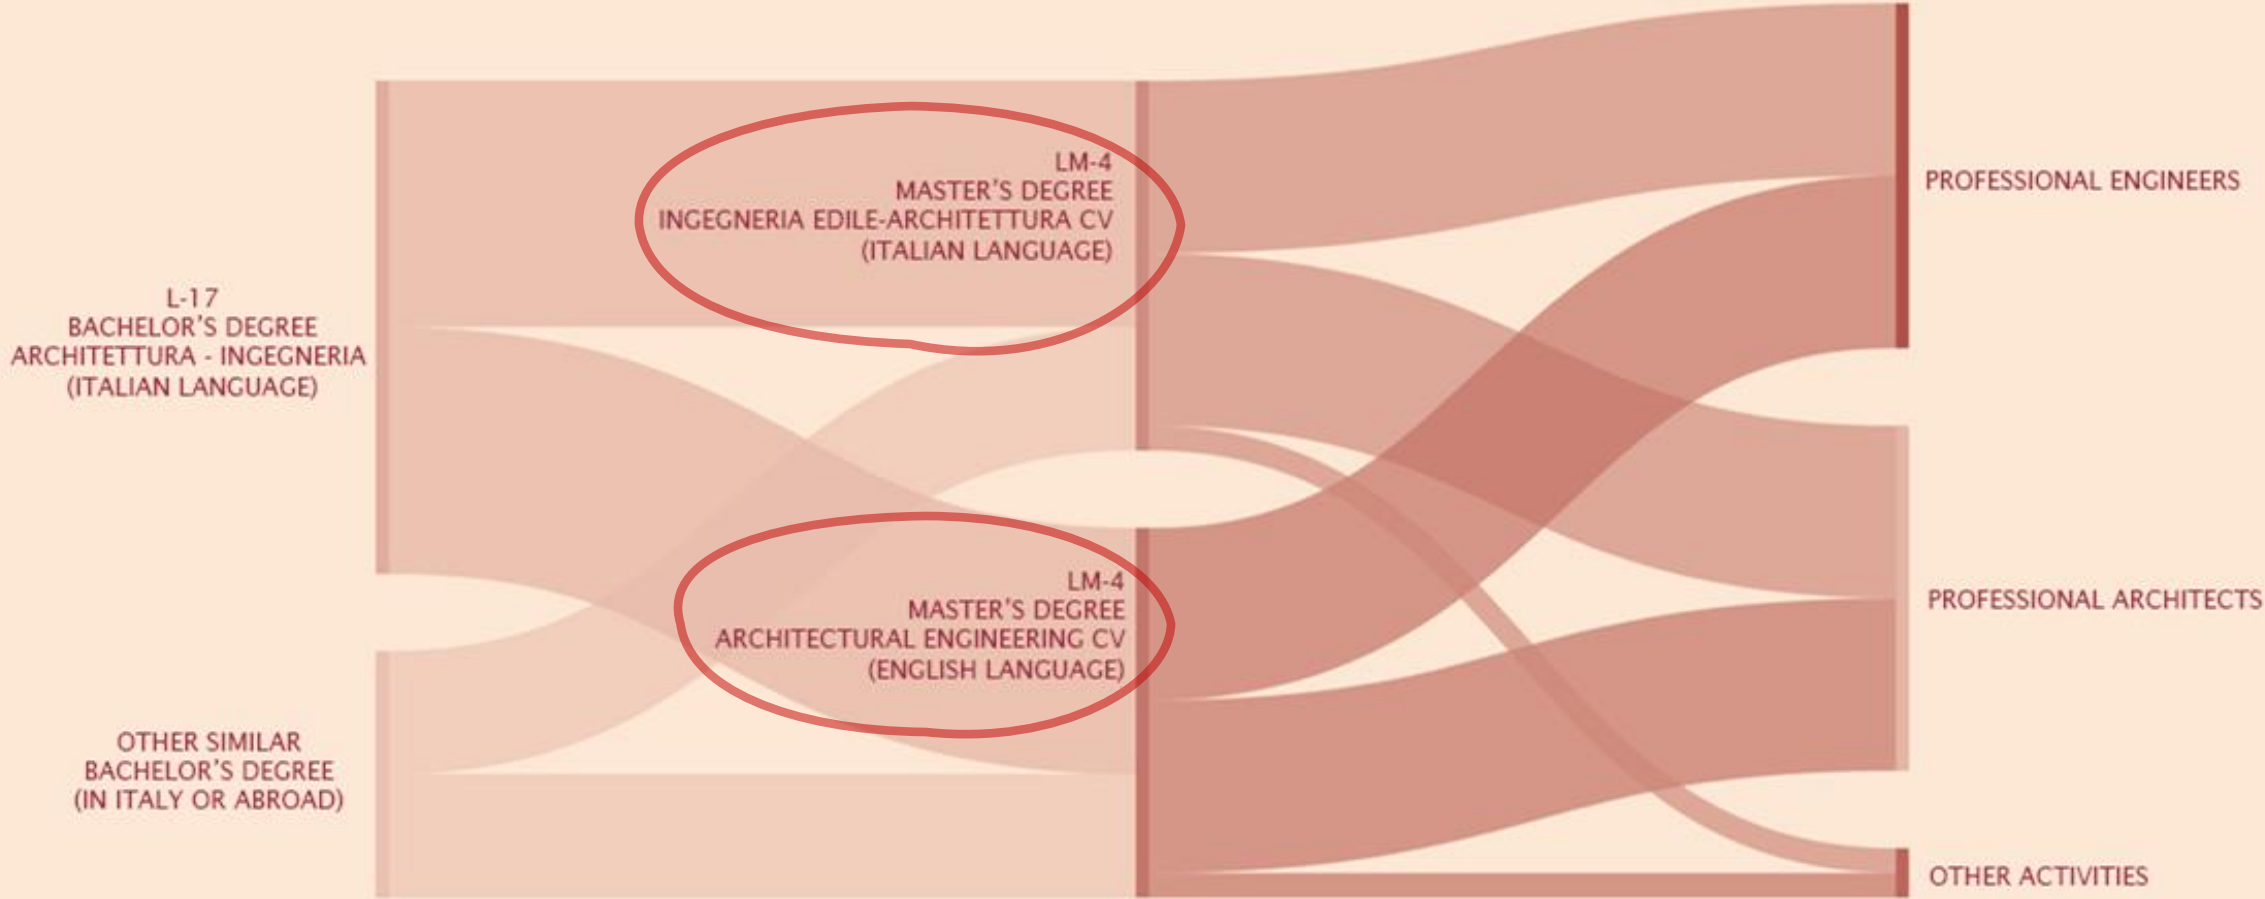 L-17
BACHELOR'S DEGREE
ARCHITETTURA - INGEGNERIA
(ITALIAN LANGUAGE)
OTHER SIMILAR
BACHELOR'S DEGREE
(IN ITALY OR ABROAD)
LM-4
MASTER'S DEGREE
INGEGNERIA EDILE-ARCHITETTURA CV
(ITALIAN LANGUAGE)
LM-4
MASTER'S DEGREE
ARCHITECTURAL ENGINEERING CV
(ENGLISH LANGUAGE)
PROFESSIONAL ENGINEERS
PROFESSIONAL ARCHITECTS
OTHER ACTIVITIES